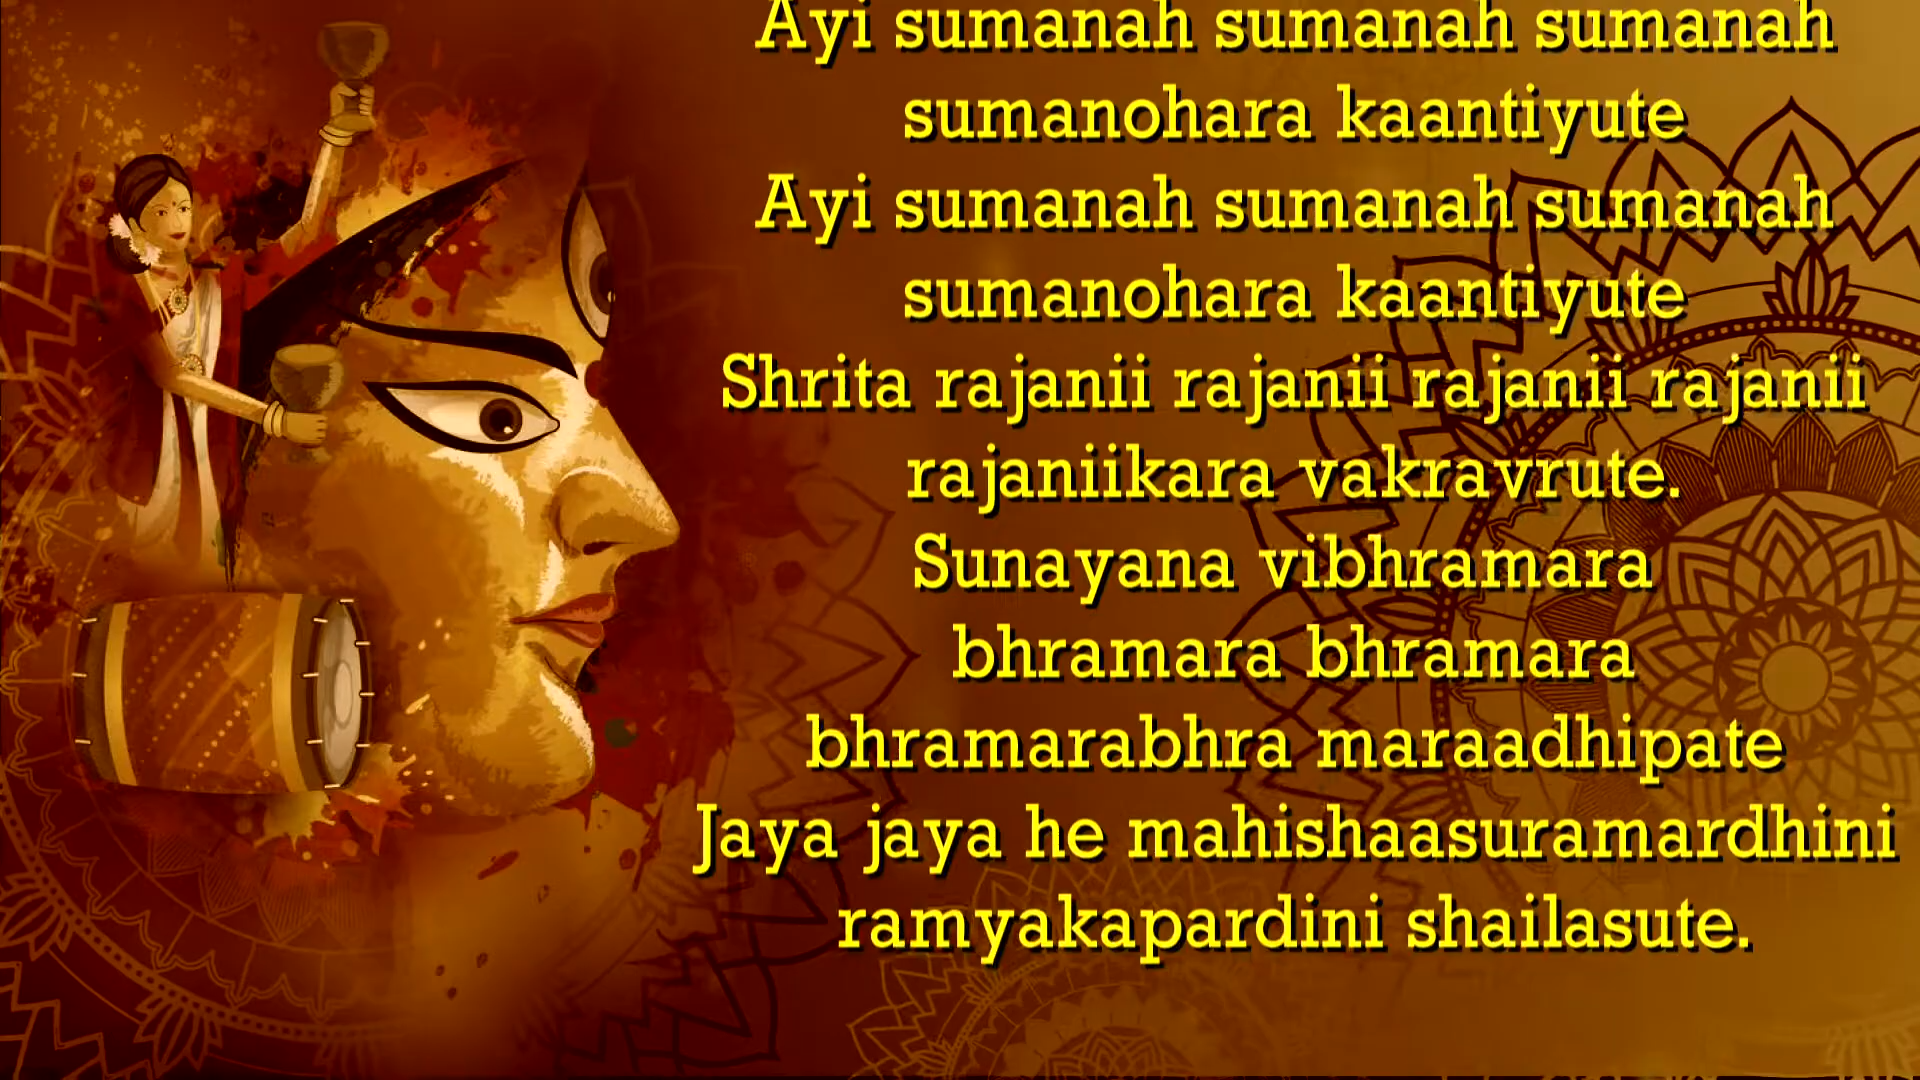 Ayi sumanah sumanah sumanah
sumanohara kaantiyute
Ayi sumanah sumanah sumanah
sumanohara kaantiyute
Shrita rajanii rajanii rajanii rajanii
rajaniikara vakravrute.
Sunayana vibhramara
bhramara bhramara
bhramarabhra maraadhipate
Jaya jaya he mahishaasuramardhini
ramyakapardini shailasute.